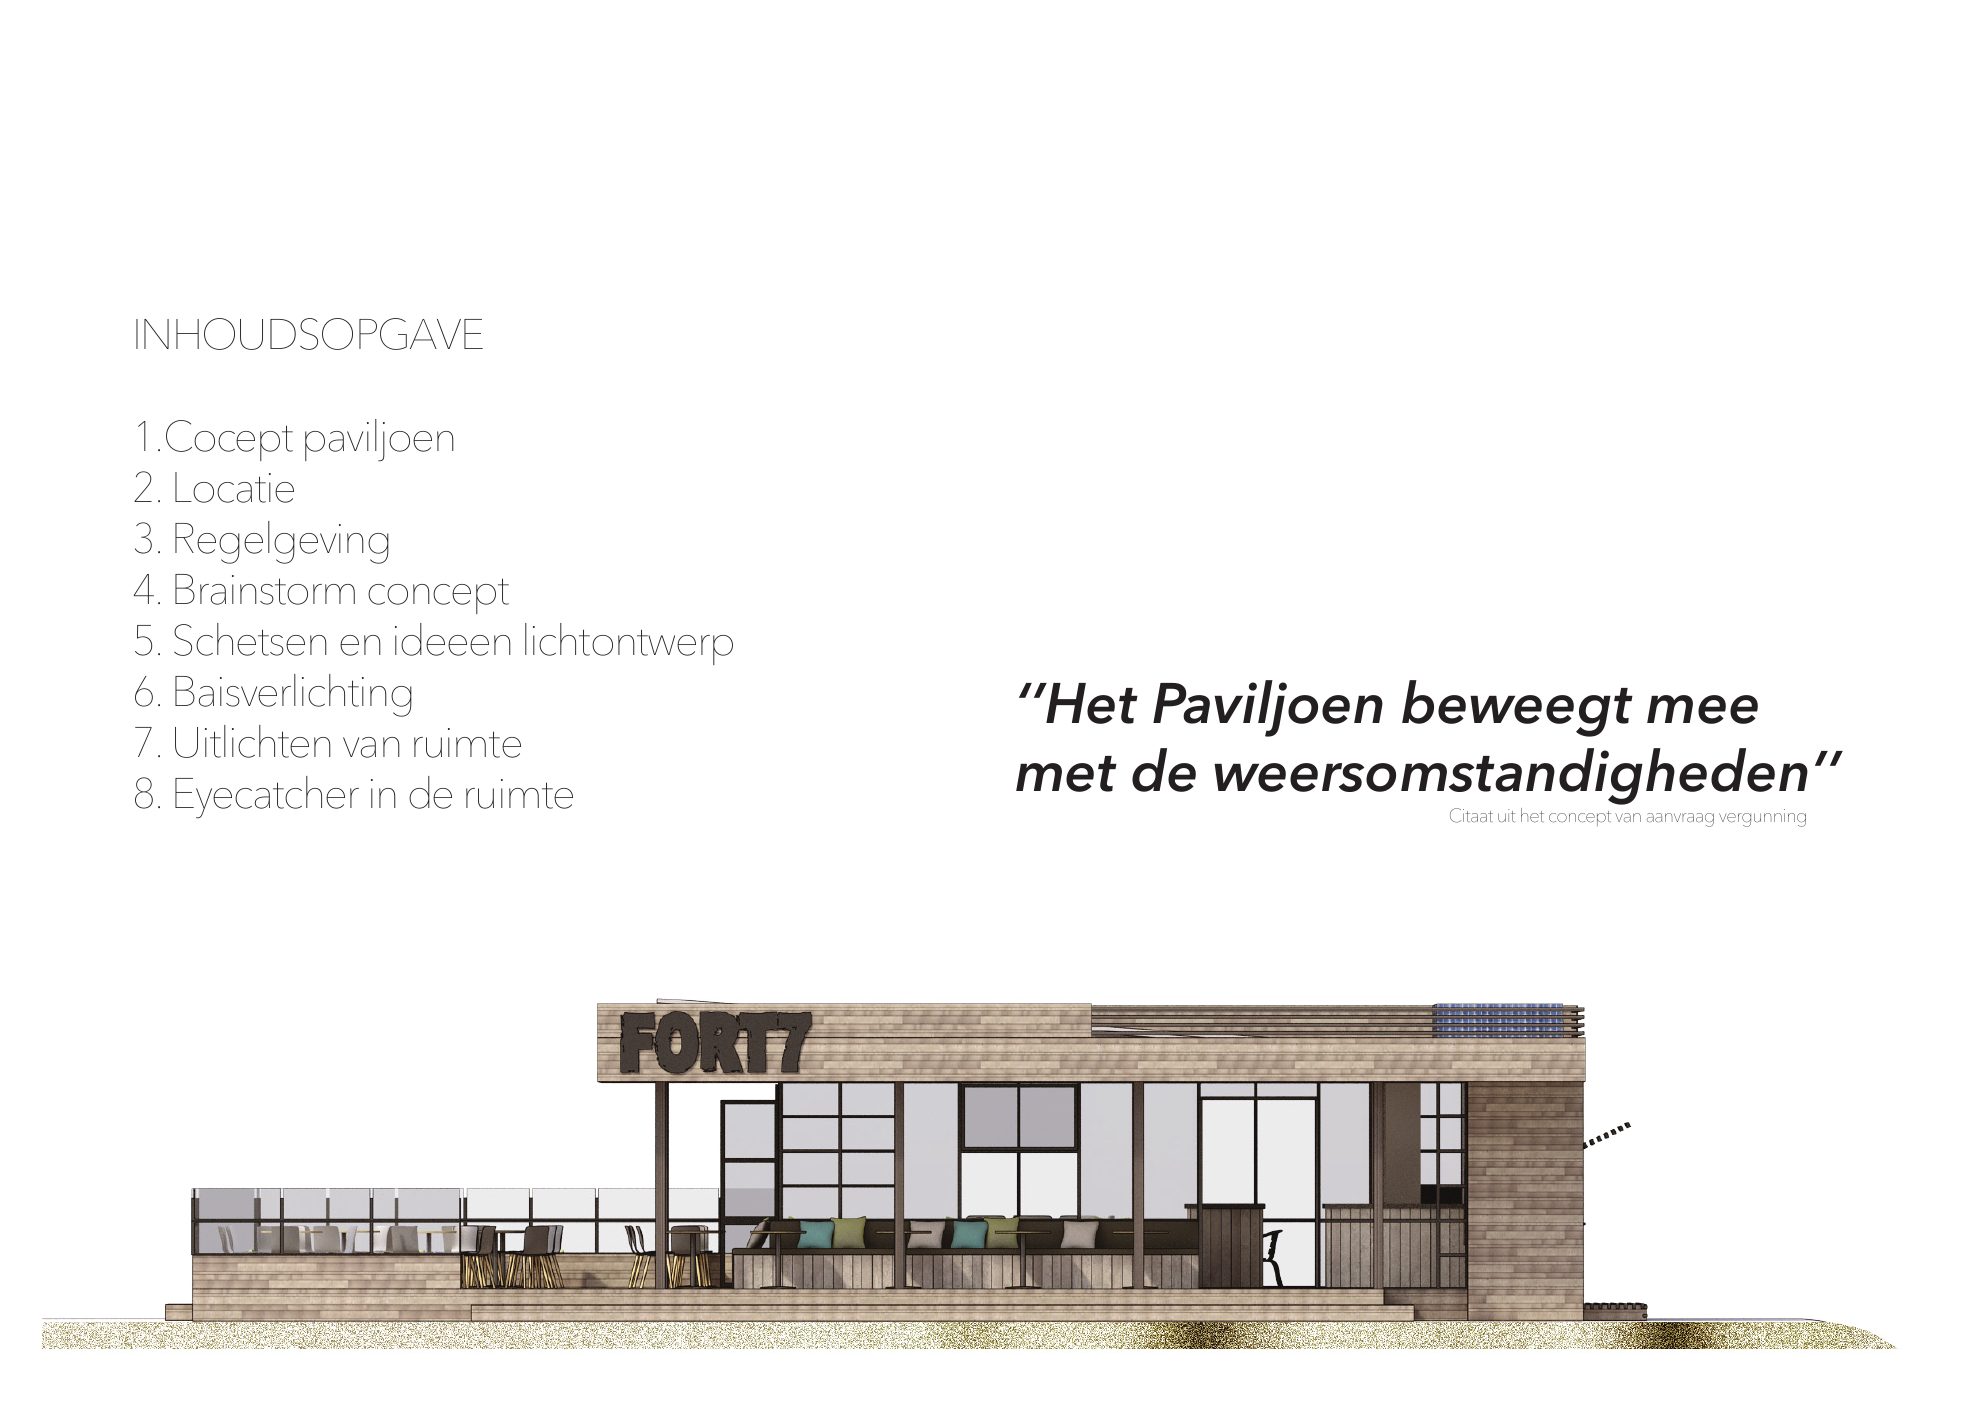 INHOUDSOPGAVE
1.Cocept paviljoen
2. Locatie
3. Regelgeving
4. Brainstorm concept
5. Schetsen en ideeen lichtontwerp
6. Baisverlichting
7. Uitlichten van ruimte
8. Eyecatcher in de ruimte
‘‘Het Paviljoen beweegt mee
met de weersomstandigheden’’
Citaat uit het concept van aanvraag vergunning
FORT7